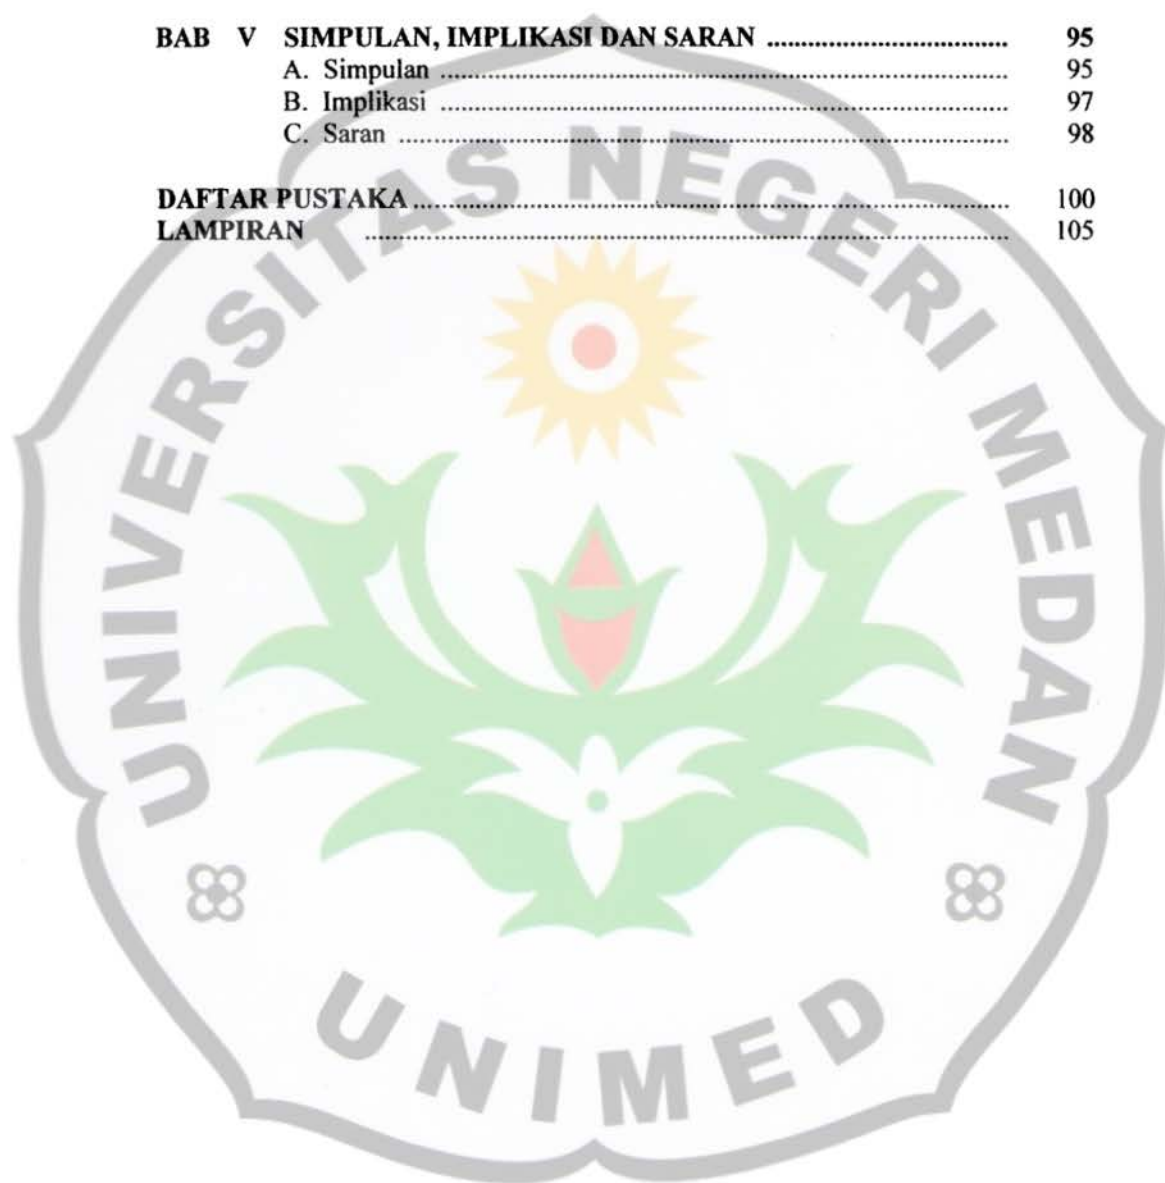 BAB V SIMPULAN, IMPLIKASI DAN SARAN ................................ 95
A. Simpulan ................................ 95
B. Implikasi ................................ 97
C. Saran ................................ 98
DAFTAR PUSTAKA ................................ 100
LAMPIRAN ................................ 105
UNIVERSITAS NEGERI MEDAN
UNIMED